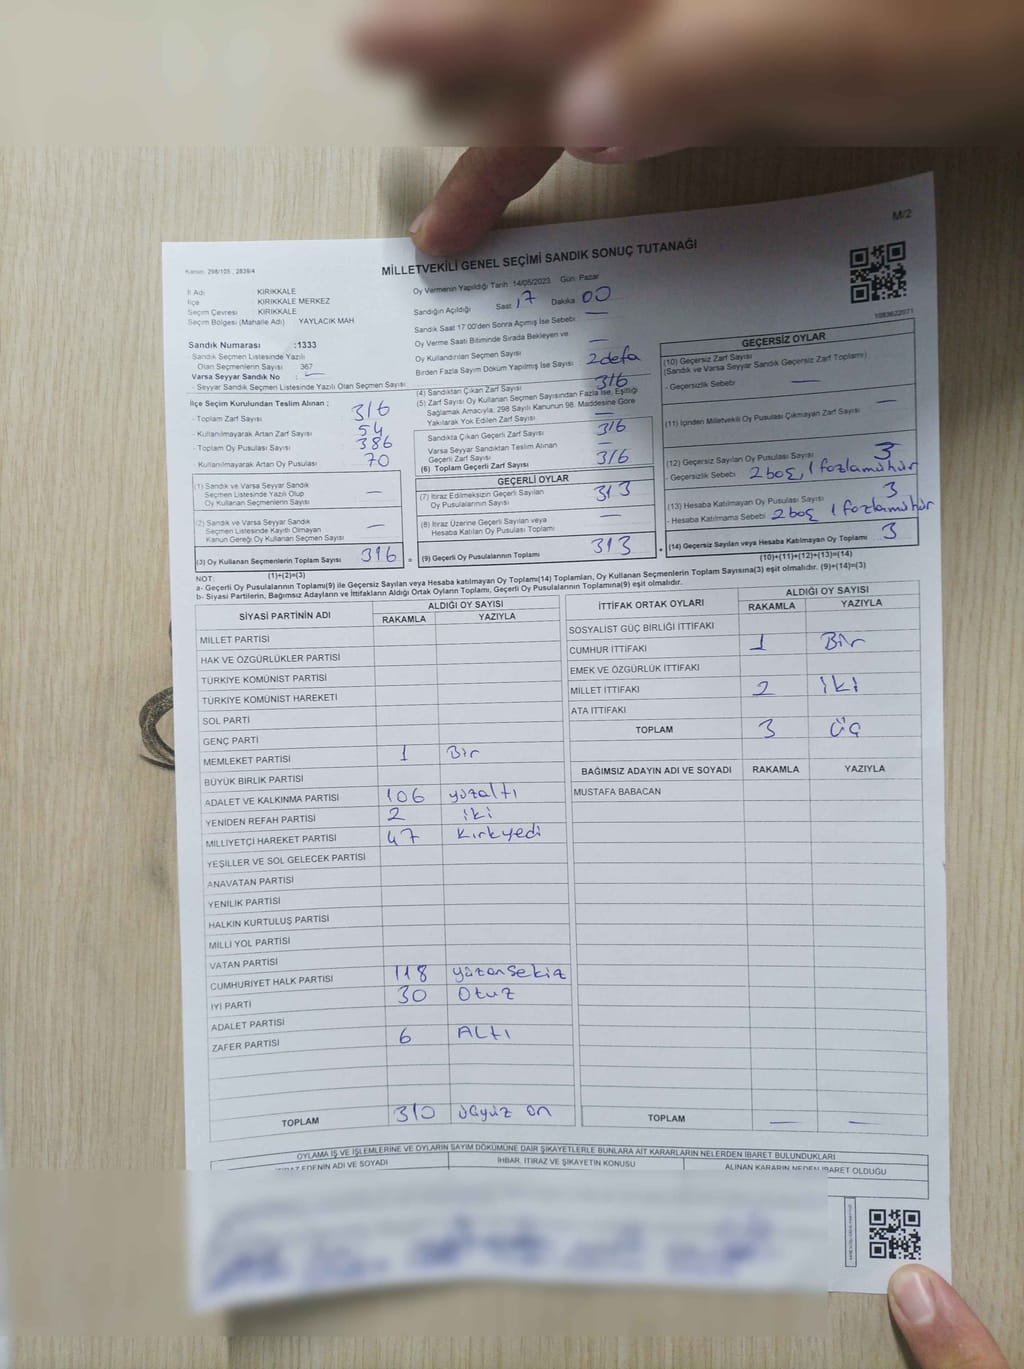 M/2
Kanun: 298/105 , 2839/4
MİLLETVEKİLİ GENEL SEÇİMİ SANDIK SONUÇ TUTANAĞI
İl Adı KIRIKKALE
İlçe KIRIKKALE MERKEZ
Seçim Çevresi KIRIKKALE
Seçim Bölgesi (Mahalle Adı) YAYLACIK MAH
Sandık Numarası :1333
Sandık Seçmen Listesinde Yazılı
Olan Seçmenlerin Sayısı 367
Varsa Seyyar Sandık No : —
- Seyyar Sandık Seçmen Listesinde Yazılı Olan Seçmen Sayısı
İlçe Seçim Kurulundan Teslim Alınan ;
- Toplam Zarf Sayısı 316
- Kullanılmayarak Artan Zarf Sayısı 54
- Toplam Oy Pusulası Sayısı 386
- Kullanılmayarak Artan Oy Pusulası 70
(1) Sandık ve Varsa Seyyar Sandık
Seçmen Listesinde Yazılı Olup
Oy Kullanan Seçmenlerin Sayısı —
(2) Sandık ve Varsa Seyyar Sandık
Seçmen Listesinde Kayıtlı Olmayan
Kanun Gereği Oy Kullanan Seçmen Sayısı —
(3) Oy Kullanan Seçmenlerin Toplam Sayısı 316
(1)+(2)=(3)
Oy Vermenin Yapıldığı Tarih :14/05/2023 Gün: Pazar
Sandığın Açıldığı Saat 17 Dakika 00
Sandık Saat 17:00'den Sonra Açılmış İse Sebebi: —
Oy Verme Saati Bitiminde Sırada Bekleyen ve
Oy Kullandırılan Seçmen Sayısı —
Birden Fazla Sayım Döküm Yapılmış İse Sayısı : 2 defa
(4) Sandıktan Çıkan Zarf Sayısı 316
(5) Zarf Sayısı Oy Kullanan Seçmen Sayısından Fazla İse, Eşitliği
Sağlamak Amacıyla, 298 Sayılı Kanunun 98. Maddesine Göre
Yakılarak Yok Edilen Zarf Sayısı —
Sandıkta Çıkan Geçerli Zarf Sayısı 316
Varsa Seyyar Sandıktan Teslim Alınan
Geçerli Zarf Sayısı —
(6) Toplam Geçerli Zarf Sayısı 316
GEÇERLİ OYLAR
(7) İtiraz Edilmeksizin Geçerli Sayılan
Oy Pusulalarının Sayısı 313
(8) İtiraz Üzerine Geçerli Sayılan veya
Hesaba Katılan Oy Pusulası Toplamı —
= (9) Geçerli Oy Pusulalarının Toplamı 313
1083622071
GEÇERSİZ OYLAR
(10) Geçersiz Zarf Sayısı
(Sandık ve Varsa Seyyar Sandık Geçersiz Zarf Toplamı)
- Geçersizlik Sebebi —
(11) İçinden Milletvekili Oy Pusulası Çıkmayan Zarf Sayısı —
(12) Geçersiz Sayılan Oy Pusulası Sayısı 3
- Geçersizlik Sebebi 2 boş, 1 fazlamühür
(13) Hesaba Katılmayan Oy Pusulası Sayısı 3
- Hesaba Katılmama Sebebi 2 boş 1 fazlamühür
+ (14) Geçersiz Sayılan veya Hesaba Katılmayan Oy Toplamı 3
(10)+(11)+(12)+(13)=(14)
NOT:
a- Geçerli Oy Pusulalarının Toplamı(9) ile Geçersiz Sayılan veya Hesaba katılmayan Oy Toplamı(14) Toplamları, Oy Kullanan Seçmenlerin Toplam Sayısına(3) eşit olmalıdır. (9)+(14)=(3)
b- Siyasi Partilerin, Bağımsız Adayların ve İttifakların Aldığı Ortak Oyların Toplamı, Geçerli Oy Pusulalarının Toplamına(9) eşit olmalıdır.
SİYASİ PARTİNİN ADI ALDIĞI OY SAYISI
RAKAMLA YAZIYLA
MİLLET PARTİSİ
HAK VE ÖZGÜRLÜKLER PARTİSİ
TÜRKİYE KOMÜNİST PARTİSİ
TÜRKİYE KOMÜNİST HAREKETİ
SOL PARTİ
GENÇ PARTİ
MEMLEKET PARTİSİ 1 Bir
BÜYÜK BİRLİK PARTİSİ
ADALET VE KALKINMA PARTİSİ 106 yüzaltı
YENİDEN REFAH PARTİSİ 2 iki
MİLLİYETÇİ HAREKET PARTİSİ 47 Kırkyedi
YEŞİLLER VE SOL GELECEK PARTİSİ
ANAVATAN PARTİSİ
YENİLİK PARTİSİ
HALKIN KURTULUŞ PARTİSİ
MİLLİ YOL PARTİSİ
VATAN PARTİSİ
CUMHURİYET HALK PARTİSİ 118 yüzonsekiz
İYİ PARTİ 30 Otuz
ADALET PARTİSİ
ZAFER PARTİSİ 6 Altı
TOPLAM 310 üçyüz on
İTTİFAK ORTAK OYLARI ALDIĞI OY SAYISI
RAKAMLA YAZIYLA
SOSYALİST GÜÇ BİRLİĞİ İTTİFAKI
CUMHUR İTTİFAKI 1 Bir
EMEK VE ÖZGÜRLÜK İTTİFAKI
MİLLET İTTİFAKI 2 iki
ATA İTTİFAKI
TOPLAM 3 üç
BAĞIMSIZ ADAYIN ADI VE SOYADI RAKAMLA YAZIYLA
MUSTAFA BABACAN
TOPLAM — —
OYLAMA İŞ VE İŞLEMLERİNE VE OYLARIN SAYIM DÖKÜMÜNE DAİR ŞİKAYETLERLE BUNLARA AİT KARARLARIN NELERDEN İBARET BULUNDUKLARI
İTİRAZ EDENİN ADI VE SOYADI İHBAR, İTİRAZ VE ŞİKAYETİN KONUSU ALINAN KARARIN NEDEN İBARET OLDUĞU